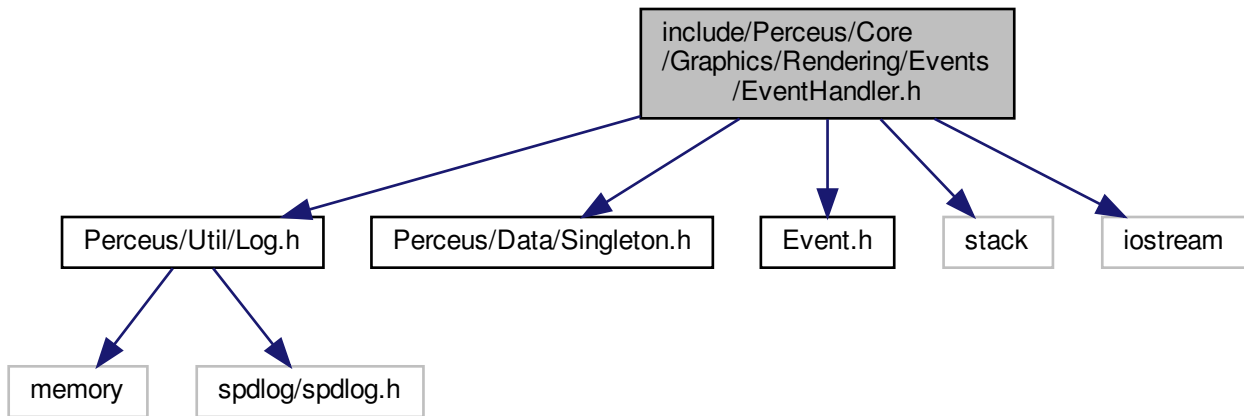 include/Perceus/Core
/Graphics/Rendering/Events
/EventHandler.h
Perceus/Util/Log.h
Perceus/Data/Singleton.h
Event.h
stack
iostream
memory
spdlog/spdlog.h